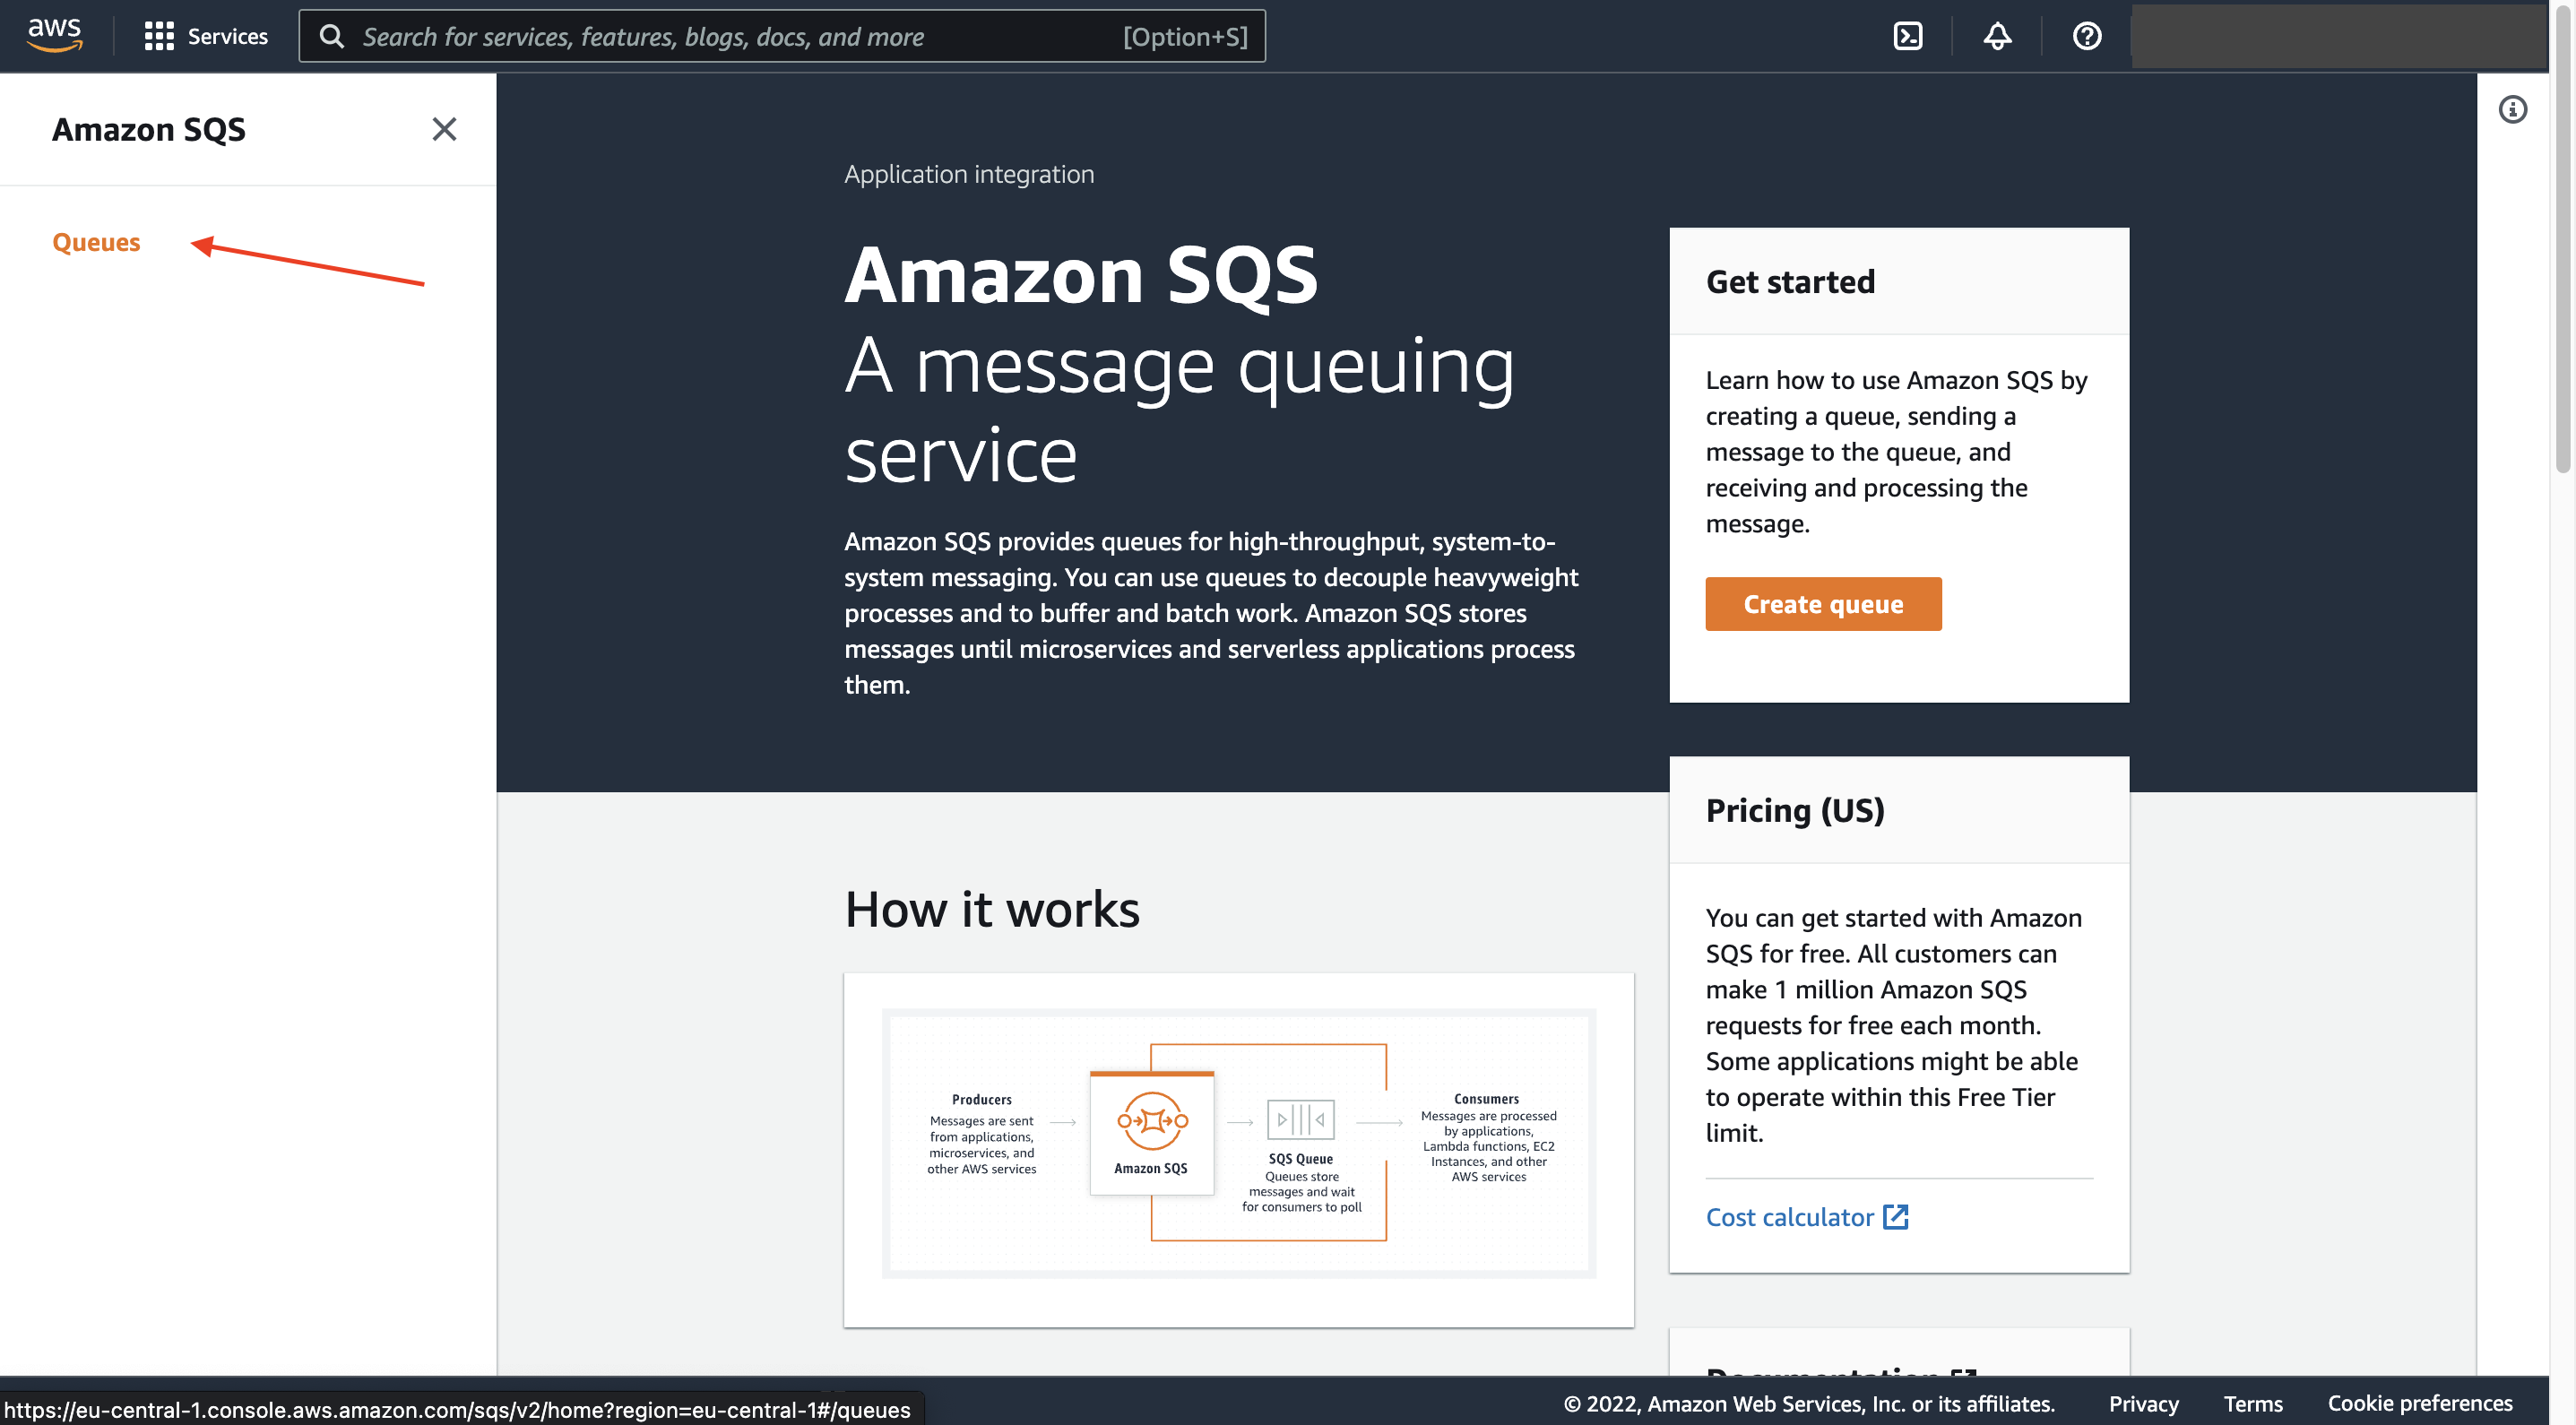 aws
Services
Search for services, features, blogs, docs, and more
[Option+S]
Amazon SQS
Queues
Application integration
Amazon SQS
A message queuing
service
Amazon SQS provides queues for high-throughput, system-to-
system messaging. You can use queues to decouple heavyweight
processes and to buffer and batch work. Amazon SQS stores
messages until microservices and serverless applications process
them.
Get started
Learn how to use Amazon SQS by
creating a queue, sending a
message to the queue, and
receiving and processing the
message.
Create queue
Pricing (US)
You can get started with Amazon
SQS for free. All customers can
make 1 million Amazon SQS
requests for free each month.
Some applications might be able
to operate within this Free Tier
limit.
Cost calculator
How it works
Producers
Messages are sent
from applications,
microservices, and
other AWS services
Amazon SQS
SQS Queue
Queues store
messages and wait
for consumers to poll
Consumers
Messages are processed
by applications,
Lambda functions, EC2
Instances, and other
AWS services
Documentation
https://eu-central-1.console.aws.amazon.com/sqs/v2/home?region=eu-central-1#/queues
© 2022, Amazon Web Services, Inc. or its affiliates.
Privacy
Terms
Cookie preferences